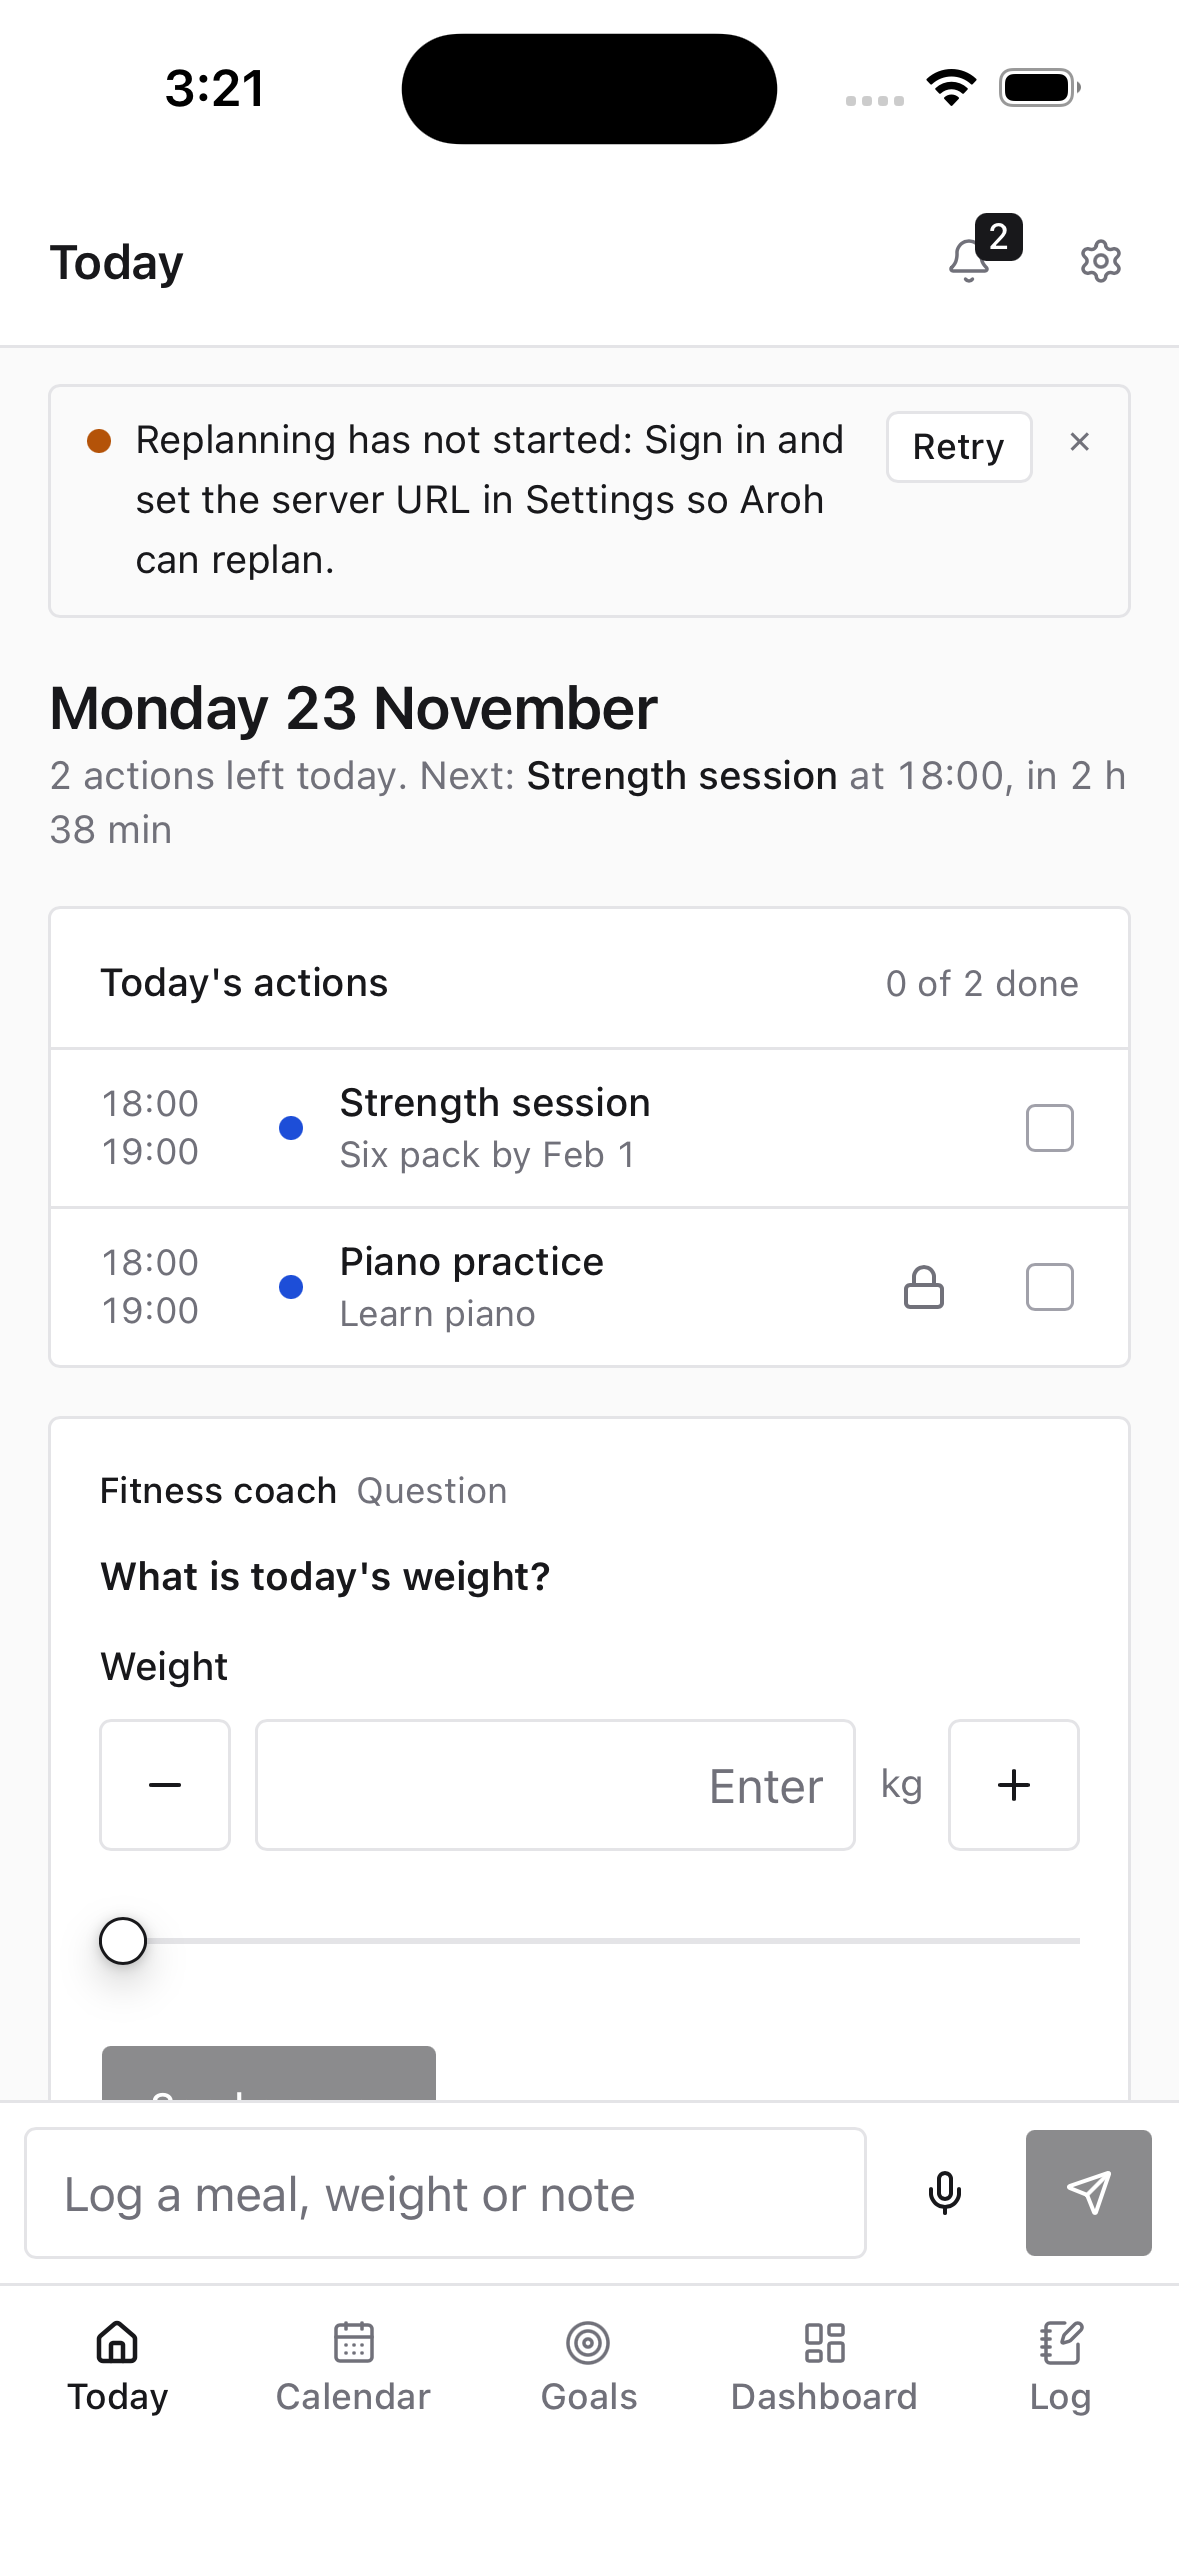 3:21
Today
2
Replanning has not started: Sign in and
set the server URL in Settings so Aroh
can replan.
Retry
×
Monday 23 November
2 actions left today. Next: Strength session at 18:00, in 2 h
38 min
Today's actions
0 of 2 done
18:00
19:00
Strength session
Six pack by Feb 1
18:00
19:00
Piano practice
Learn piano
Fitness coach Question
What is today's weight?
Weight
Enter
kg
Log a meal, weight or note
Today
Calendar
Goals
Dashboard
Log